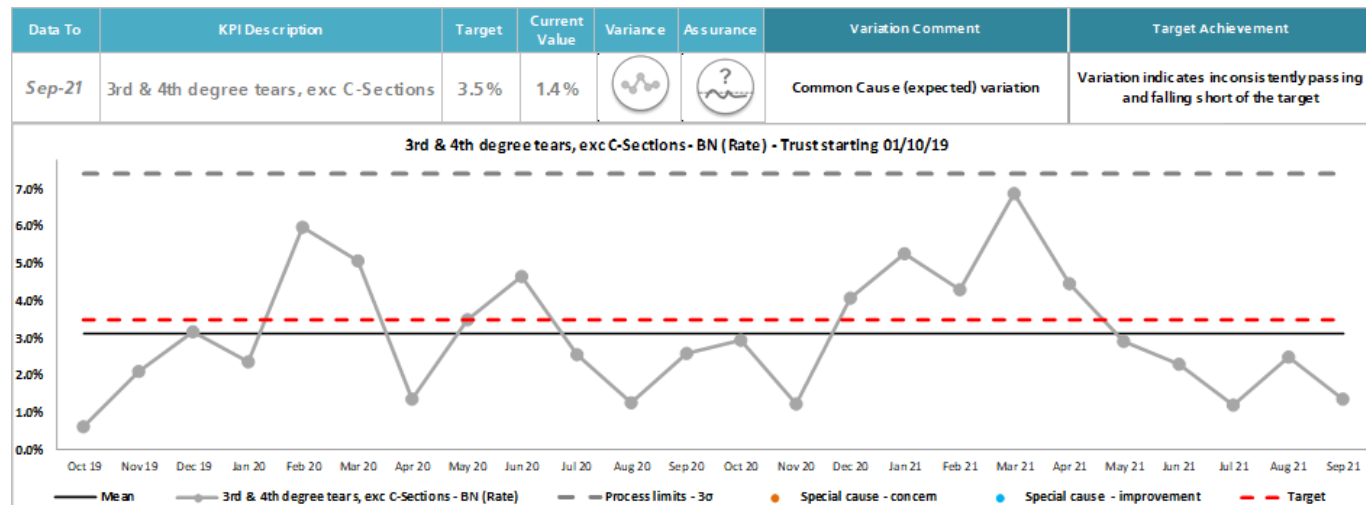 Data To KPI Description Target Current Value Variance Assurance Variation Comment Target Achievement
Sep-21 3rd & 4th degree tears, exc C-Sections 3.5% 1.4% ? Common Cause (expected) variation Variation indicates inconsistently passing and falling short of the target
3rd & 4th degree tears, exc C-Sections - BN (Rate) - Trust starting 01/10/19
7.0%
6.0%
5.0%
4.0%
3.0%
2.0%
1.0%
0.0%
Oct 19 Nov 19 Dec 19 Jan 20 Feb 20 Mar 20 Apr 20 May 20 Jun 20 Jul 20 Aug 20 Sep 20 Oct 20 Nov 20 Dec 20 Jan 21 Feb 21 Mar 21 Apr 21 May 21 Jun 21 Jul 21 Aug 21 Sep 21
Mean 3rd & 4th degree tears, exc C-Sections - BN (Rate) Process limits - 3σ Special cause - concern Special cause - improvement Target